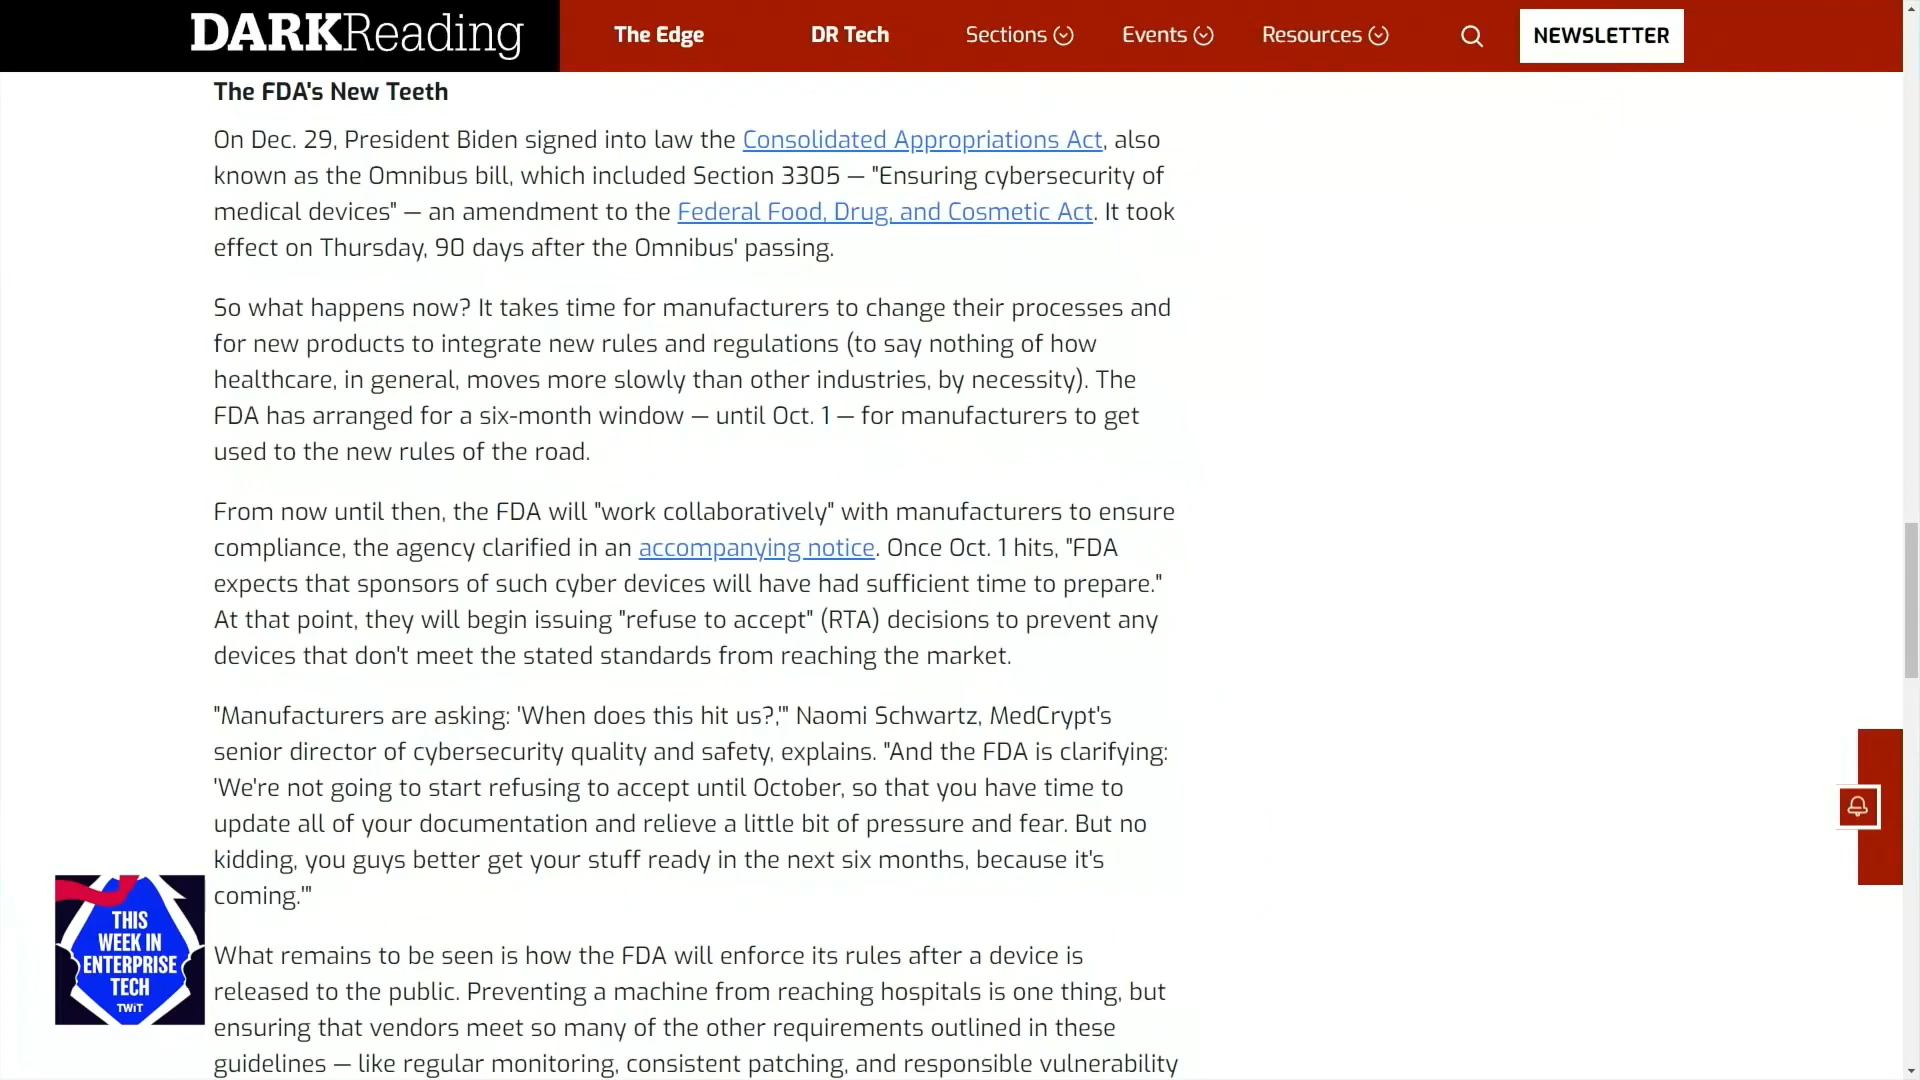 DARKReading
The Edge
DR Tech
Sections
Events
Resources
NEWSLETTER
The FDA's New Teeth
On Dec. 29, President Biden signed into law the Consolidated Appropriations Act, also
known as the Omnibus bill, which included Section 3305 — "Ensuring cybersecurity of
medical devices" — an amendment to the Federal Food, Drug, and Cosmetic Act. It took
effect on Thursday, 90 days after the Omnibus' passing.
So what happens now? It takes time for manufacturers to change their processes and
for new products to integrate new rules and regulations (to say nothing of how
healthcare, in general, moves more slowly than other industries, by necessity). The
FDA has arranged for a six-month window — until Oct. 1 — for manufacturers to get
used to the new rules of the road.
From now until then, the FDA will "work collaboratively" with manufacturers to ensure
compliance, the agency clarified in an accompanying notice. Once Oct. 1 hits, "FDA
expects that sponsors of such cyber devices will have had sufficient time to prepare."
At that point, they will begin issuing "refuse to accept" (RTA) decisions to prevent any
devices that don't meet the stated standards from reaching the market.
"Manufacturers are asking: 'When does this hit us?,'" Naomi Schwartz, MedCrypt's
senior director of cybersecurity quality and safety, explains. "And the FDA is clarifying:
'We're not going to start refusing to accept until October, so that you have time to
update all of your documentation and relieve a little bit of pressure and fear. But no
kidding, you guys better get your stuff ready in the next six months, because it's
coming.'"
What remains to be seen is how the FDA will enforce its rules after a device is
released to the public. Preventing a machine from reaching hospitals is one thing, but
ensuring that vendors meet so many of the other requirements outlined in these
guidelines — like regular monitoring, consistent patching, and responsible vulnerability
THIS
WEEK IN
ENTERPRISE
TECH
TWiT